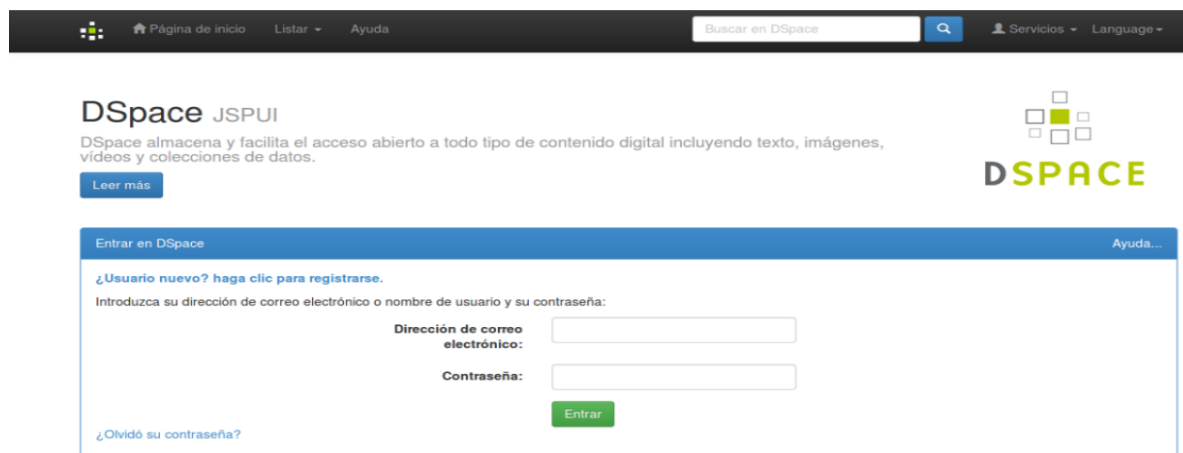 Página de inicio Listar Ayuda Buscar en DSpace Servicios Language
DSpace JSPUI
DSpace almacena y facilita el acceso abierto a todo tipo de contenido digital incluyendo texto, imágenes,
vídeos y colecciones de datos.
Leer más
DSPACE
Entrar en DSpace Ayuda...
¿Usuario nuevo? haga clic para registrarse.
Introduzca su dirección de correo electrónico o nombre de usuario y su contraseña:
Dirección de correo
electrónico:
Contraseña:
Entrar
¿Olvidó su contraseña?